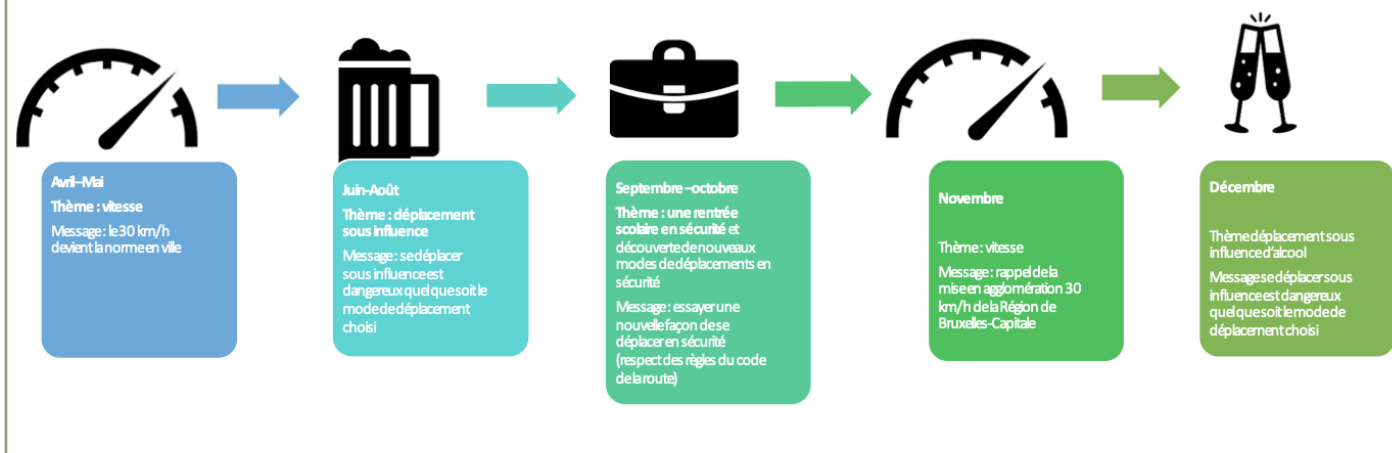 Avril–Mai
Thème : vitesse
Message : le 30 km/h
devient la norme en ville
Juin-Août
Thème : déplacement
sous influence
Message : se déplacer
sous influence est
dangereux quel que soit le
mode de déplacement
choisi
Septembre –octobre
Thème : une rentrée
scolaire en sécurité et
découverte de nouveaux
modes de déplacements en
sécurité
Message : essayer une
nouvelle façon de se
déplacer en sécurité
(respect des règles du code
de la route)
Novembre
Thème : vitesse
Message : rappel de la
mise en agglomération 30
km/h de la Région de
Bruxelles-Capitale
Décembre
Thème déplacement sous
influence d'alcool
Message se déplacer sous
influence est dangereux
quel que soit le mode de
déplacement choisi